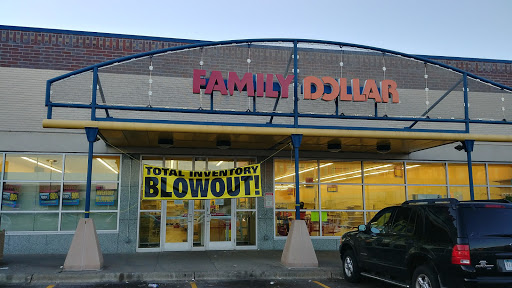 FAMILY DOLLAR
TOTAL INVENTORY
BLOWOUT!